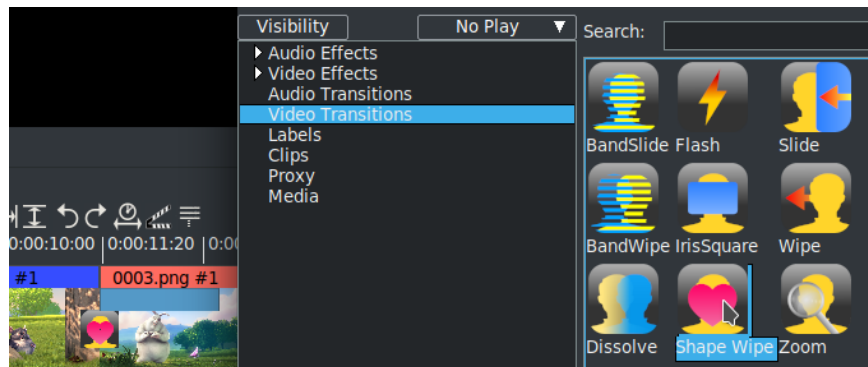 Visibility
No Play
Search:
Audio Effects
Video Effects
Audio Transitions
Video Transitions
Labels
Clips
Proxy
Media
BandSlide
Flash
Slide
BandWipe
IrisSquare
Wipe
Dissolve
Shape Wipe
Zoom
0:00:10:00
0:00:11:20
#1
0003.png #1